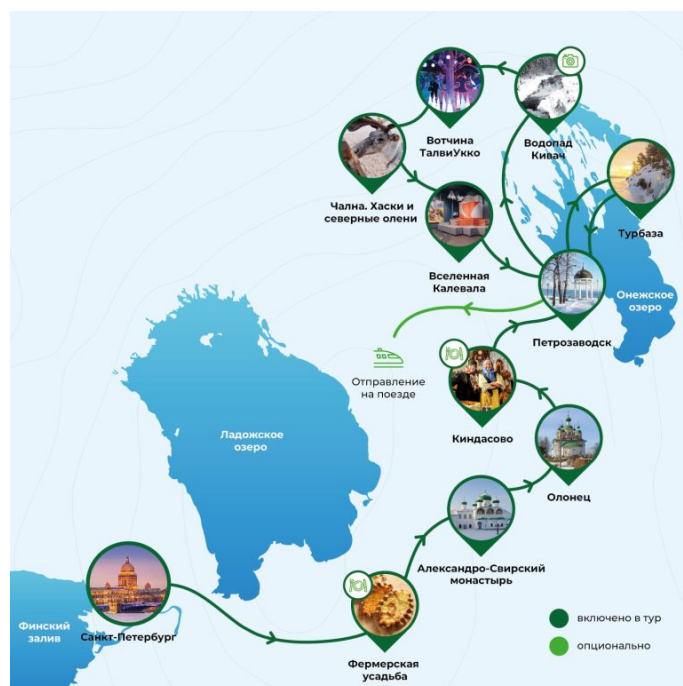 Вотчина
ТалвиУкко
Водопад
Кивач
Чална. Хаски и
северные олени
Турбаза
Вселенная
Калевала
Онежское
озеро
Петрозаводск
Отправление
на поезде
Киндасово
Ладожское
озеро
Олонец
Александро-Свирский
монастырь
Финский
залив
Санкт-Петербург
включено в тур
опционально
Фермерская
усадьба